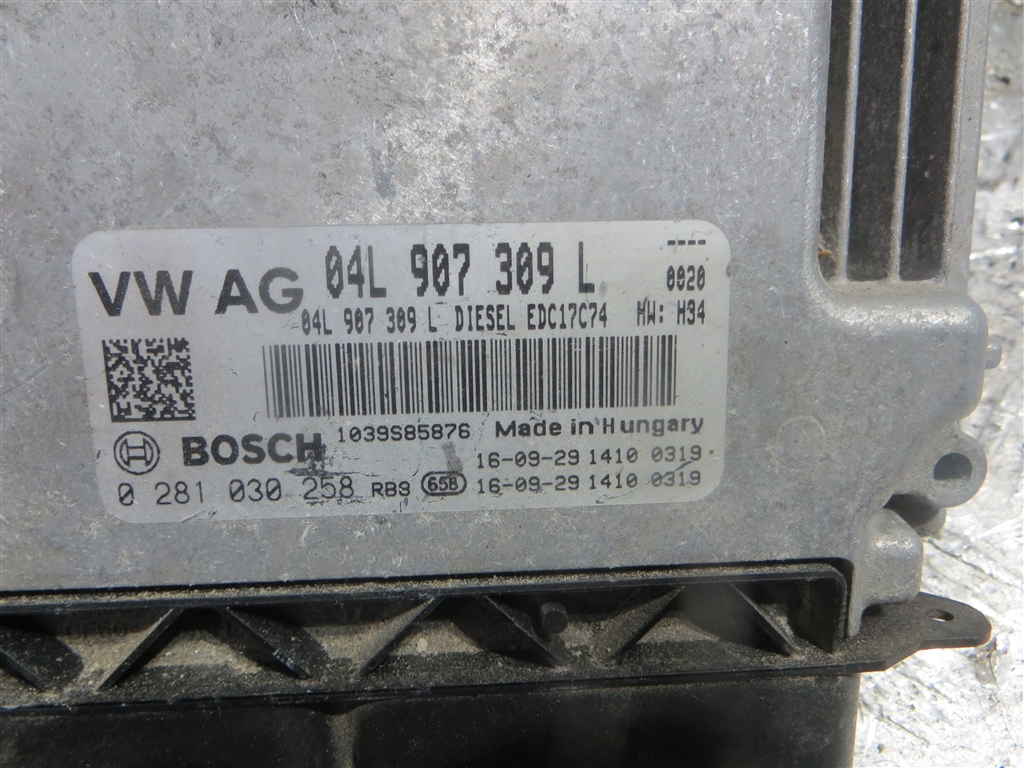 VW AG 04L 907 309 L ----
0020
04L 907 309 L DIESEL EDC17C74 HW: H34
BOSCH 1039S85876 Made in Hungary
16-09-29 1410 0319
0 281 030 258 RB9 658 16-09-29 1410 0319